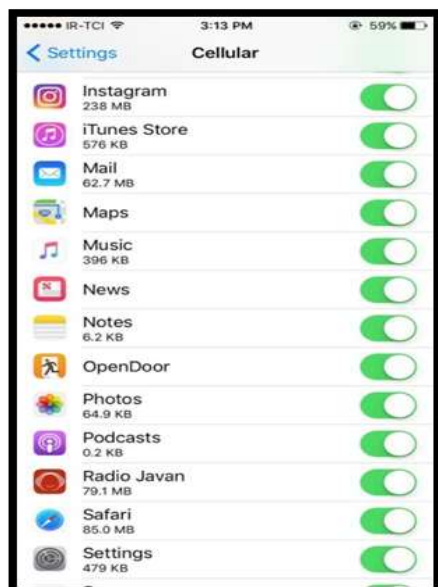 IR-TCI 3:13 PM 59%
Settings Cellular
Instagram
238 MB
iTunes Store
576 KB
Mail
62.7 MB
Maps
Music
396 KB
News
Notes
6.2 KB
OpenDoor
Photos
64.9 KB
Podcasts
0.2 KB
Radio Javan
79.1 MB
Safari
85.0 MB
Settings
479 KB